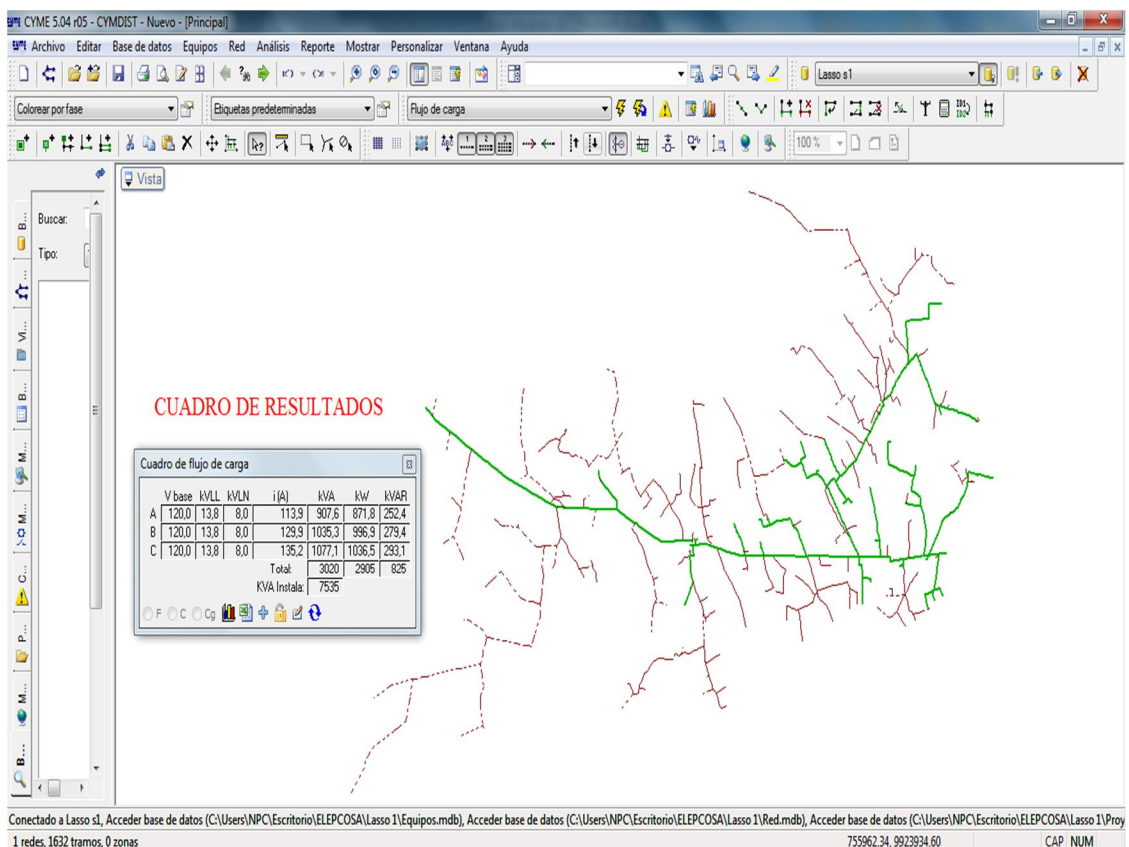 CYME 5.04 r05 - CYMDIST - Nuevo - [Principal]
Archivo Editar Base de datos Equipos Red Análisis Reporte Mostrar Personalizar Ventana Ayuda
Lasso s1
Colorear por fase Etiquetas predeterminadas Flujo de carga
100 %
Vista
Buscar:
Tipo:
B...
VI...
B...
M...
M...
C...
P...
M...
B...
CUADRO DE RESULTADOS
Cuadro de flujo de carga
V base kVLL kVLN i (A) kVA kW kVAR
A 120,0 13,8 8,0 113,9 907,6 871,8 252,4
B 120,0 13,8 8,0 129,9 1035,3 996,9 279,4
C 120,0 13,8 8,0 135,2 1077,1 1036,5 293,1
Total: 3020 2905 825
KVA Instala: 7535
F C Cg
.1..
Conectado a Lasso s1, Acceder base de datos (C:\Users\NPC\Escritorio\ELEPCOSA\Lasso 1\Equipos.mdb), Acceder base de datos (C:\Users\NPC\Escritorio\ELEPCOSA\Lasso 1\Red.mdb), Acceder base de datos (C:\Users\NPC\Escritorio\ELEPCOSA\Lasso 1\Proy
1 redes, 1632 tramos, 0 zonas 755962.34, 9923934.60 CAP NUM